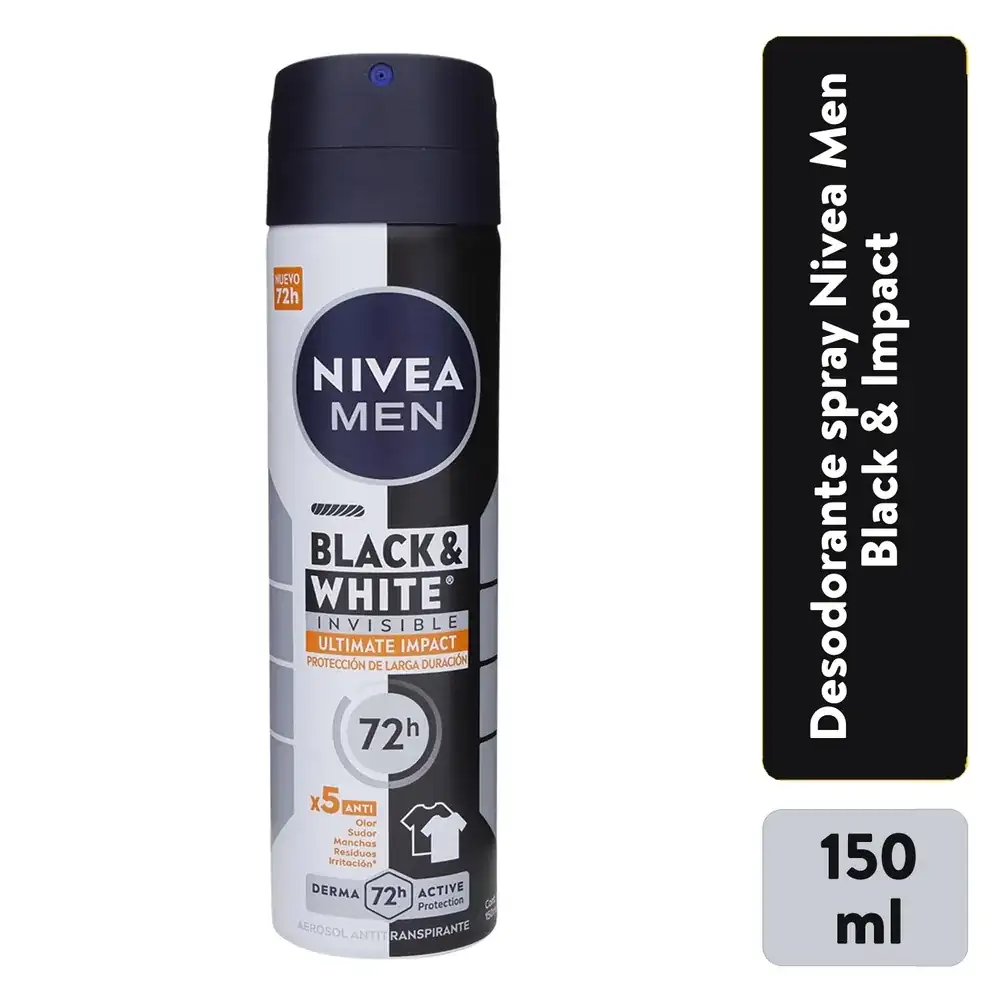 NUEVO
72h
NIVEA
MEN
BLACK &
WHITE®
INVISIBLE
ULTIMATE IMPACT
PROTECCIÓN DE LARGA DURACIÓN
72h
x5 ANTI
Olor
Sudor
Manchas
Residuos
Irritación*
DERMA 72h ACTIVE
Protection
AEROSOL ANTITRANSPIRANTE
Desodorante spray Nivea Men
Black & Impact
150
ml